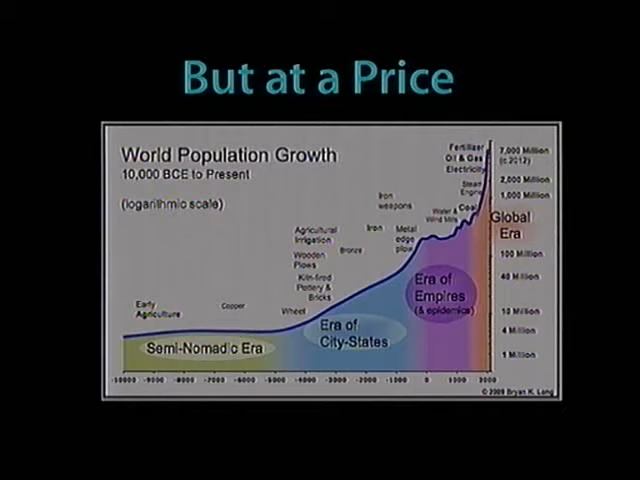 But at a Price
World Population Growth
10,000 BCE to Present
(logarithmic scale)
Fertilizer
Oil & Gas
Electricity
Steam
Engine
Coal
Water &
Wind Mills
Iron
weapons
Iron
Metal
edge
plow
Agricultural
Irrigation
Bronze
Wooden
Plows
Kiln-fired
Pottery &
Bricks
Wheel
Copper
Early
Agriculture
Semi-Nomadic Era
Era of
City-States
Era of
Empires
(& epidemics)
Global
Era
7,000 Million
(c.2012)
2,000 Million
1,000 Million
100 Million
40 Million
10 Million
4 Million
1 Million
-10000 -9000 -8000 -7000 -6000 -5000 -4000 -3000 -2000 -1000 0 1000 2000
© 2009 Bryan K. Long